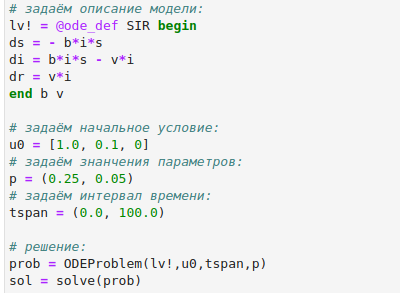 # задаём описание модели:
lv! = @ode_def SIR begin
ds = - b*i*s
di = b*i*s - v*i
dr = v*i
end b v
# задаём начальное условие:
u0 = [1.0, 0.1, 0]
# задаём знанчения параметров:
p = (0.25, 0.05)
# задаём интервал времени:
tspan = (0.0, 100.0)
# решение:
prob = ODEProblem(lv!,u0,tspan,p)
sol = solve(prob)